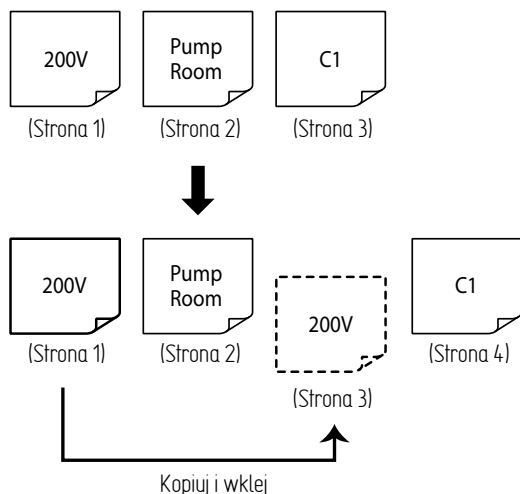 200V
Pump
Room
C1
(Strona 1)
(Strona 2)
(Strona 3)
200V
Pump
Room
200V
C1
(Strona 1)
(Strona 2)
(Strona 4)
(Strona 3)
Kopiuj i wklej